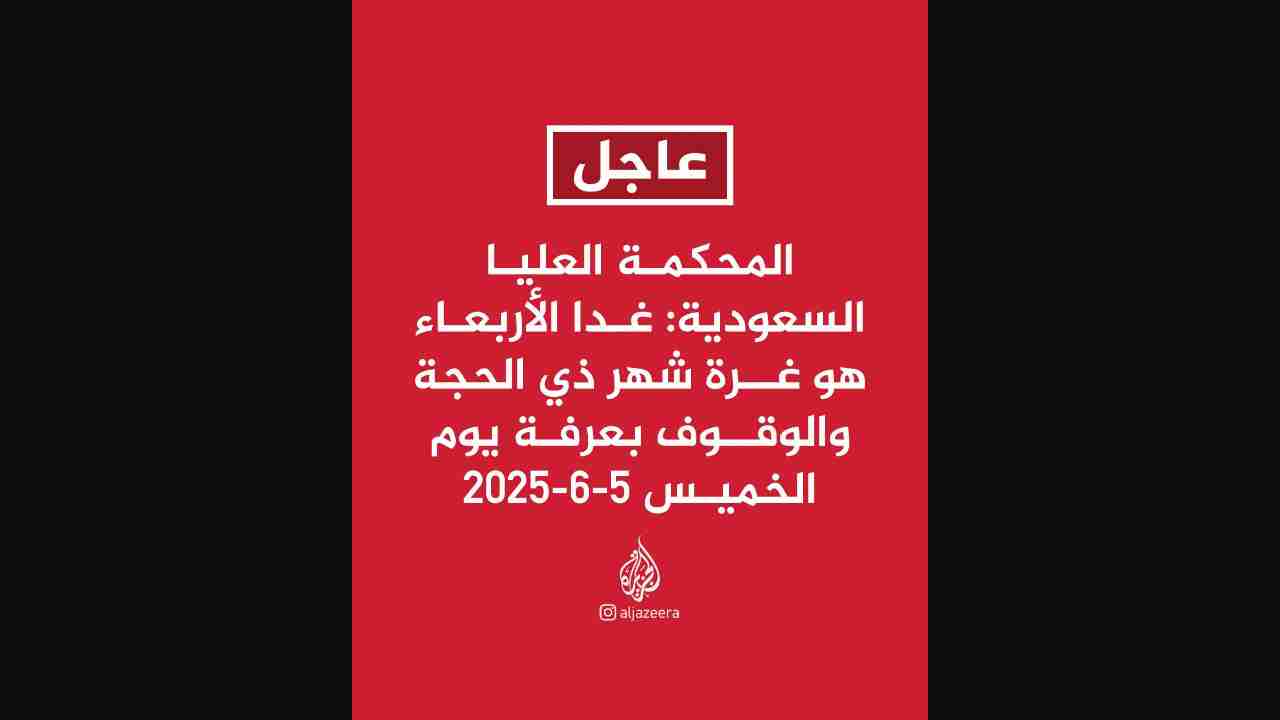 عاجل
المحكمة العليا
السعودية: غدا الأربعاء
هو غرة شهر ذي الحجة
والوقوف بعرفة يوم
الخميس 5-6-2025
الجزيرة
aljazeera